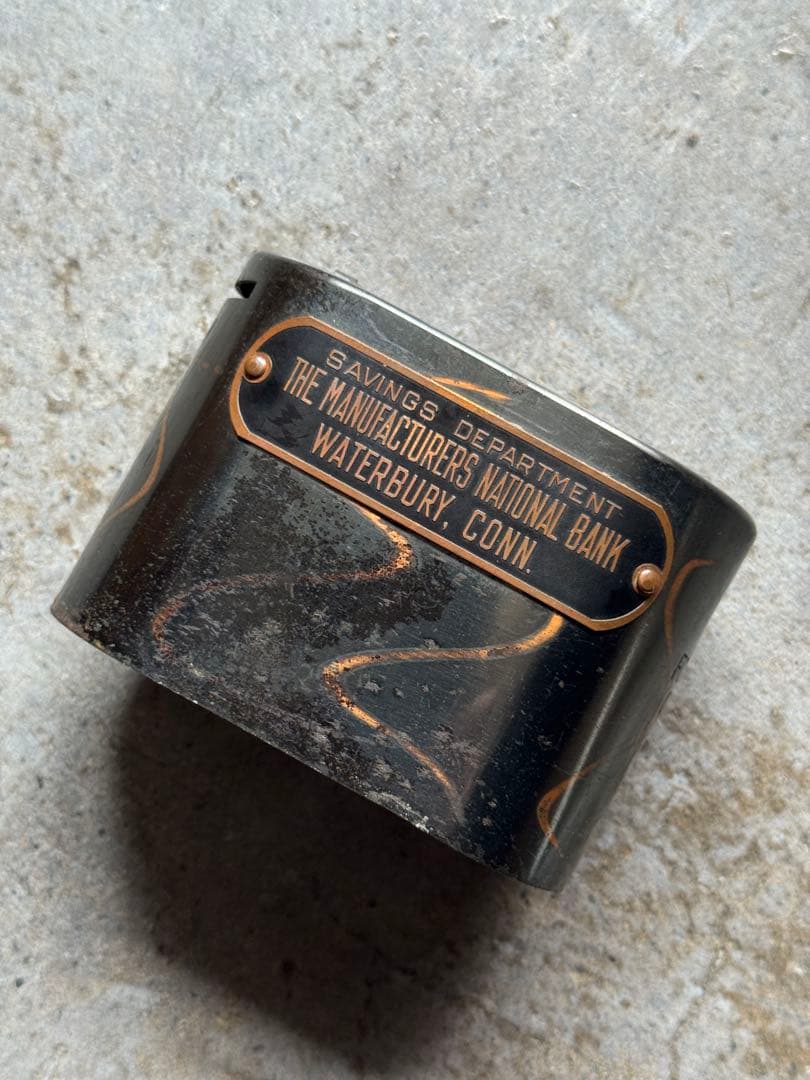 SAVINGS DEPARTMENT
THE MANUFACTURERS NATIONAL BANK
WATERBURY, CONN.